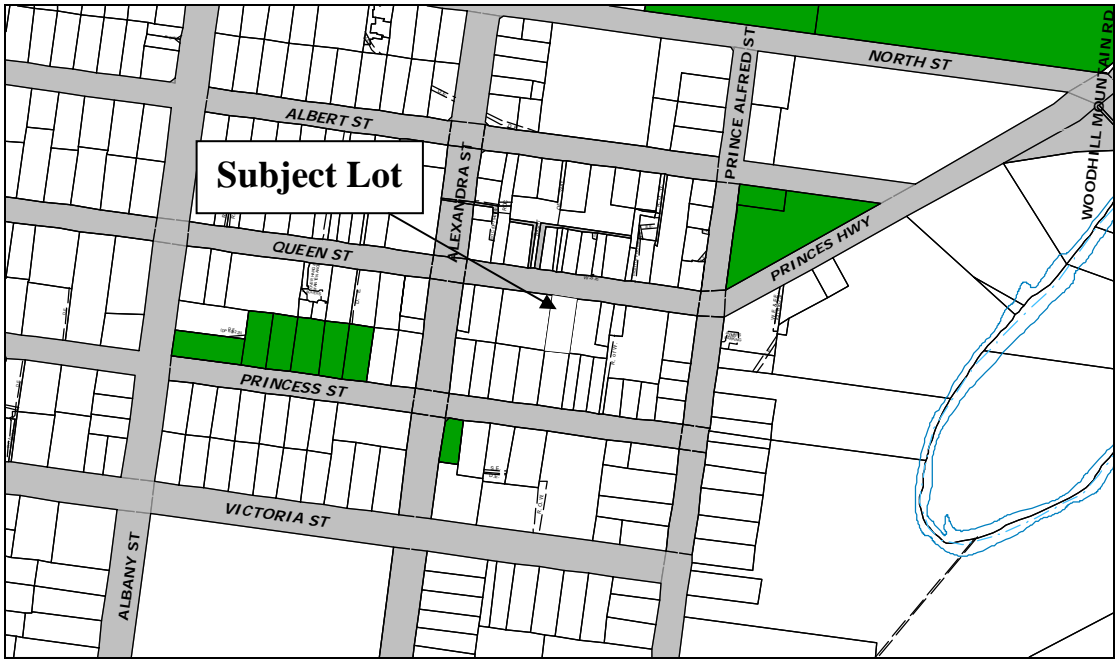 NORTH ST
WOODHILL MOUNTAIN RD
PRINCE ALFRED ST
ALBERT ST
Subject Lot
ALEXANDRA ST
QUEEN ST
PRINCES HWY
PRINCESS ST
VICTORIA ST
ALBANY ST
R.O.W.